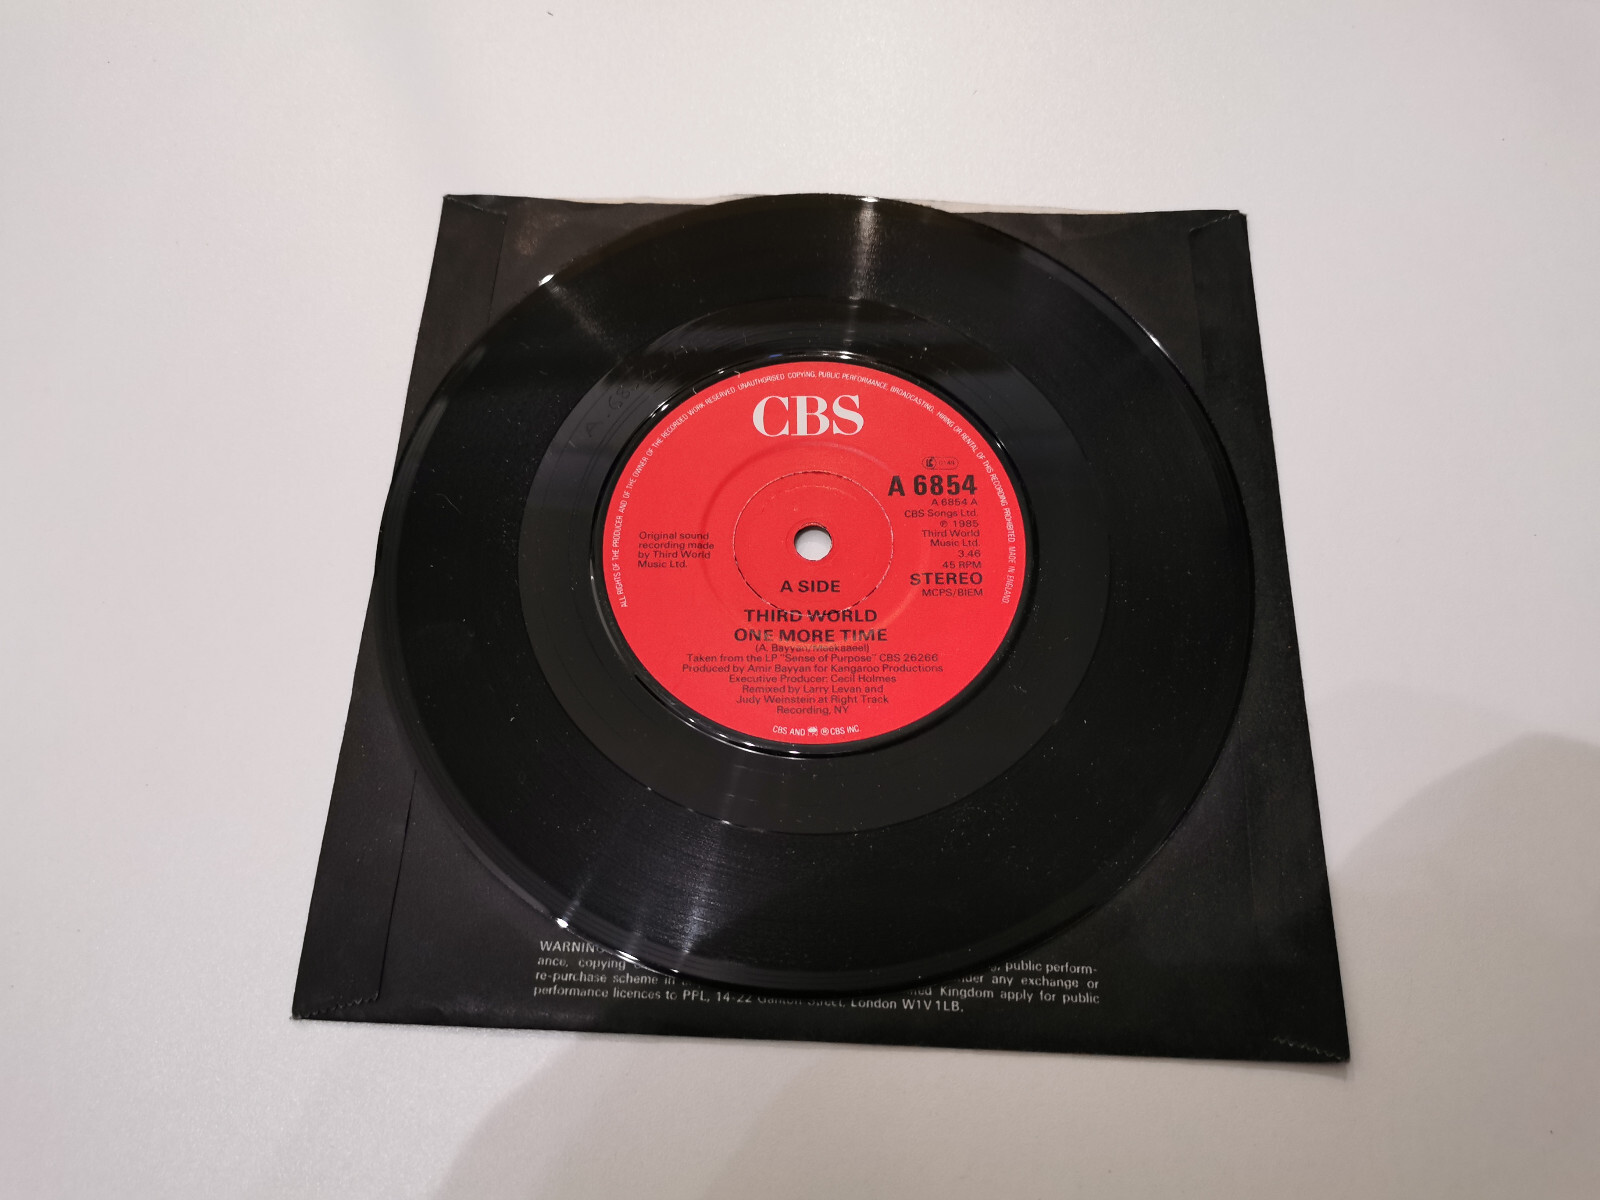 ALL RIGHTS OF THE PRODUCER AND OF THE OWNER OF THE RECORDED WORK RESERVED UNAUTHORISED COPYING, PUBLIC PERFORMANCE, BROADCASTING, HIRING OR RENTAL OF THIS RECORDING PROHIBITED MADE IN ENGLAND
CBS
A 6854
A 6854 A
CBS Songs Ltd.
℗ 1985
Third World
Music Ltd.
3.46
45 RPM
STEREO
MCPS/BIEM
Original sound
recording made
by Third World
Music Ltd.
A SIDE
THIRD WORLD
ONE MORE TIME
(A. Bayyan/Muekaaeel)
Taken from the LP "Sense of Purpose" CBS 26266
Produced by Amir Bayyan for Kangaroo Productions
Executive Producer: Cecil Holmes
Remixed by Larry Levan and
Judy Weinstein at Right Track
Recording, NY
CBS AND ® CBS INC.
WARNING
ance, copying public perform-
re-purchase scheme in any exchange or
performance licences to PPL, 14-22 Ganton Street, London W1V 1LB. Kingdom apply for public